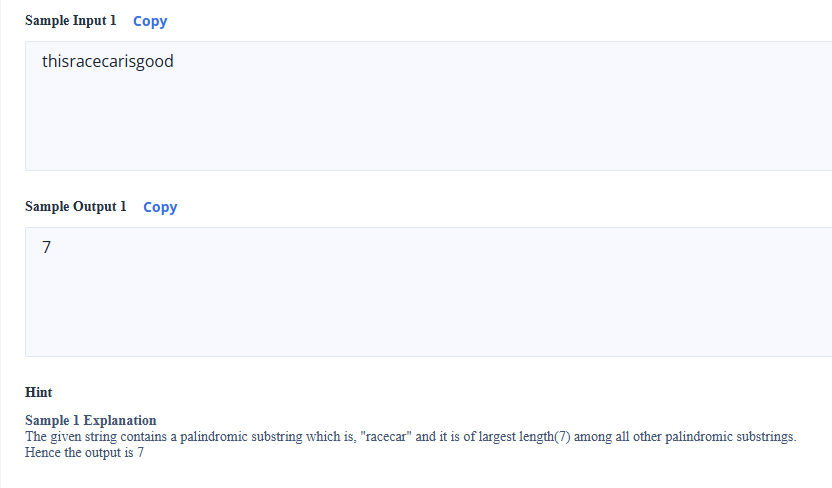 Sample Input 1 Copy
thisracecarisgood
Sample Output 1 Copy
7
Hint
Sample 1 Explanation
The given string contains a palindromic substring which is, "racecar" and it is of largest length(7) among all other palindromic substrings.
Hence the output is 7